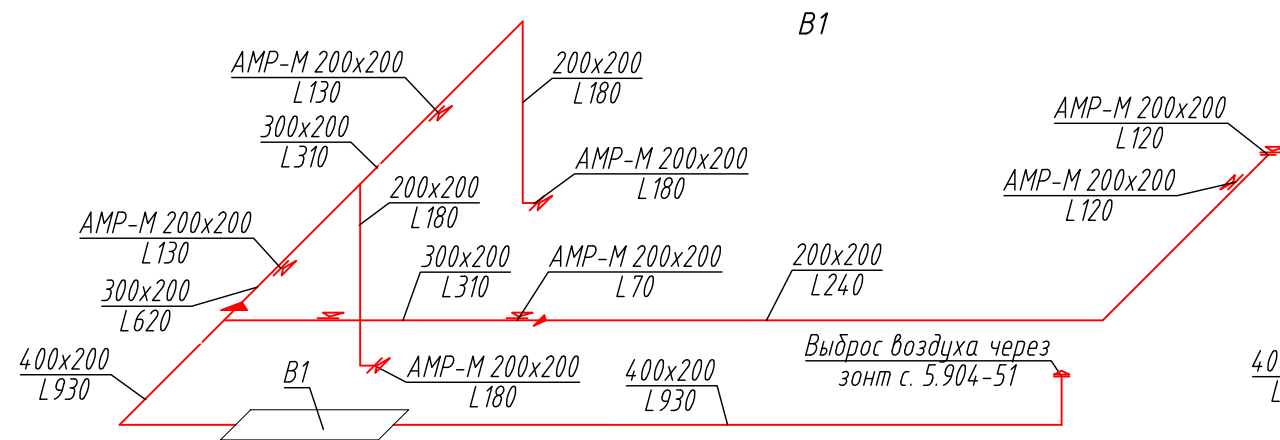 В1
АМР-М 200х200
L130
200х200
L180
300х200
L310
АМР-М 200х200
L180
200х200
L180
АМР-М 200х200
L130
300х200
L620
300х200
L310
АМР-М 200х200
L70
200х200
L240
АМР-М 200х200
L120
АМР-М 200х200
L120
400х200
L930
В1
АМР-М 200х200
L180
400х200
L930
Выброс воздуха через
зонт с. 5.904-51
40
L